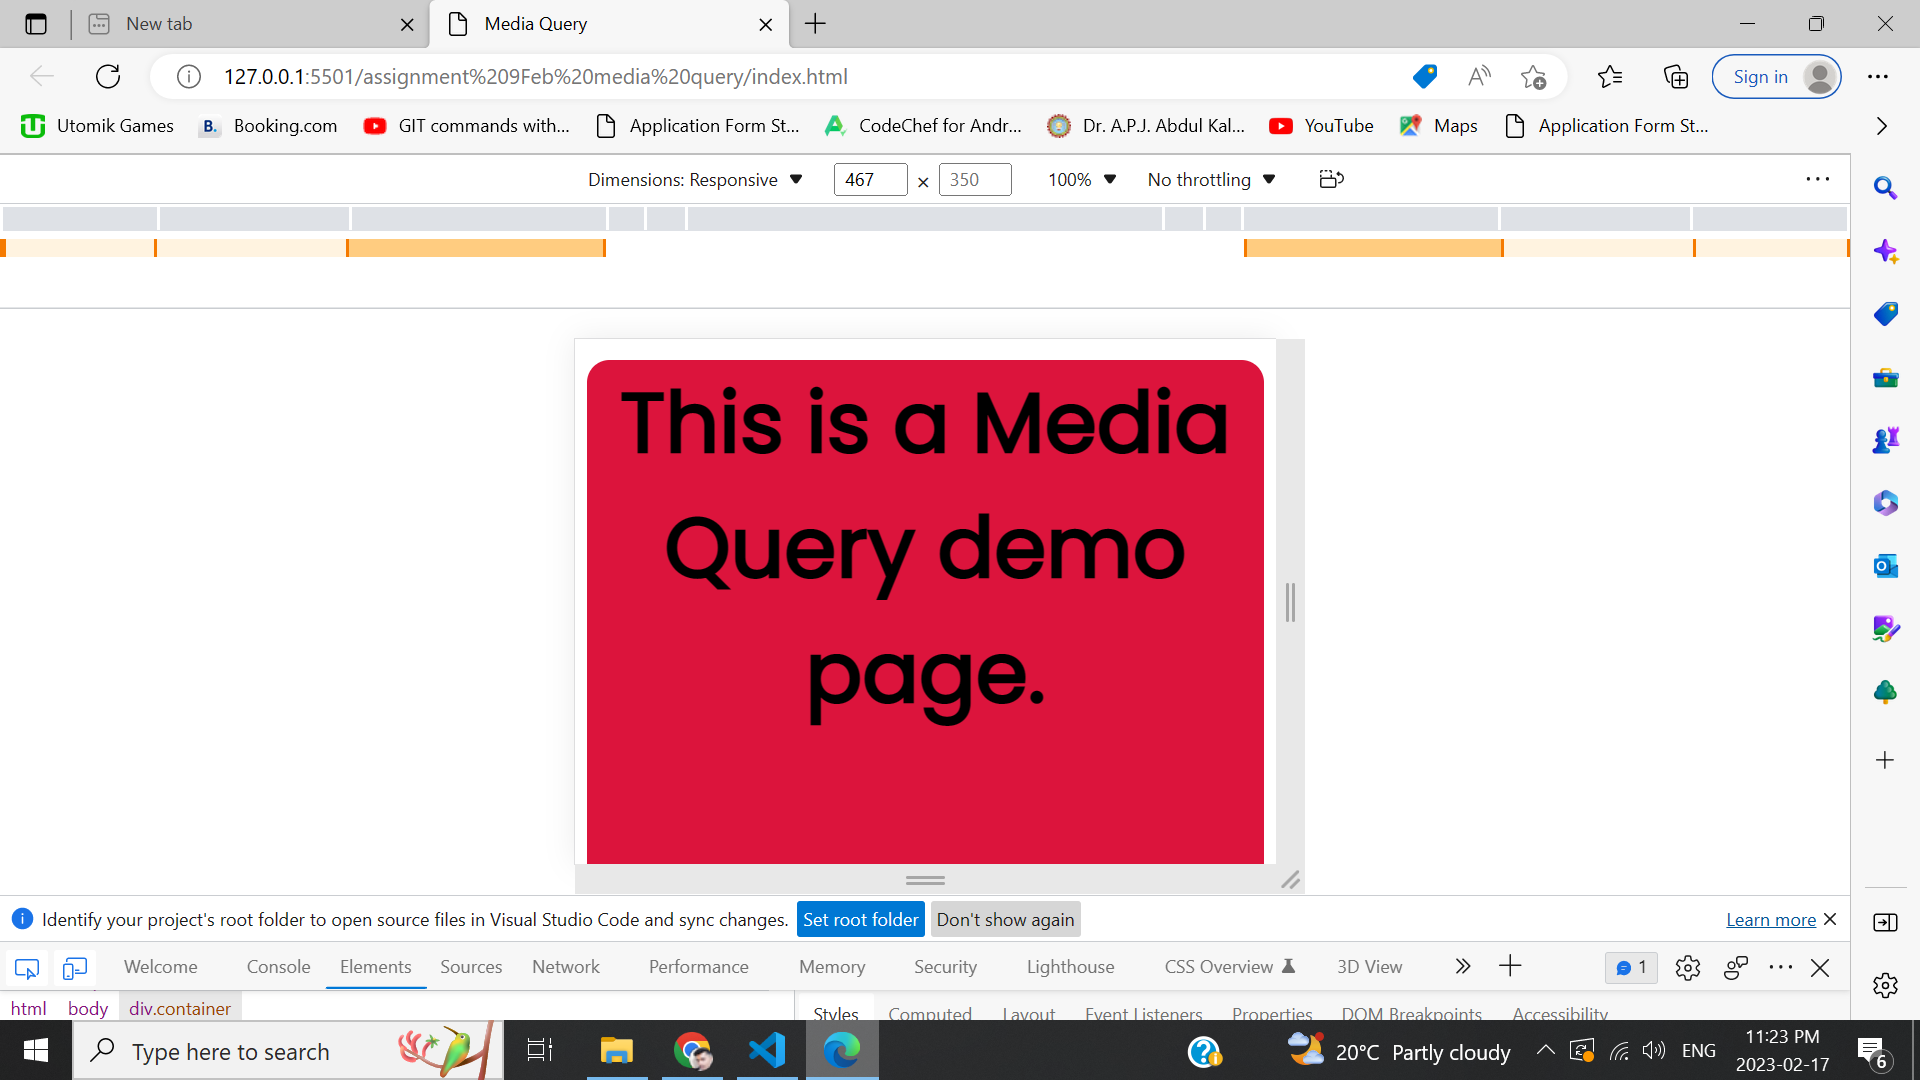 New tab
Media Query
127.0.0.1:5501/assignment%209Feb%20media%20query/index.html
Sign in
Utomik Games
B. Booking.com
GIT commands with...
Application Form St...
CodeChef for Andr...
Dr. A.P.J. Abdul Kal...
YouTube
Maps
Application Form St...
Dimensions: Responsive
467 × 350
100%
No throttling
This is a Media
Query demo
page.
Identify your project's root folder to open source files in Visual Studio Code and sync changes.
Set root folder
Don't show again
Learn more
Welcome
Console
Elements
Sources
Network
Performance
Memory
Security
Lighthouse
CSS Overview
3D View
1
html
body
div.container
Styles
Computed
Layout
Event Listeners
Properties
DOM Breakpoints
Accessibility
Type here to search
20°C Partly cloudy
ENG
11:23 PM
2023-02-17
6